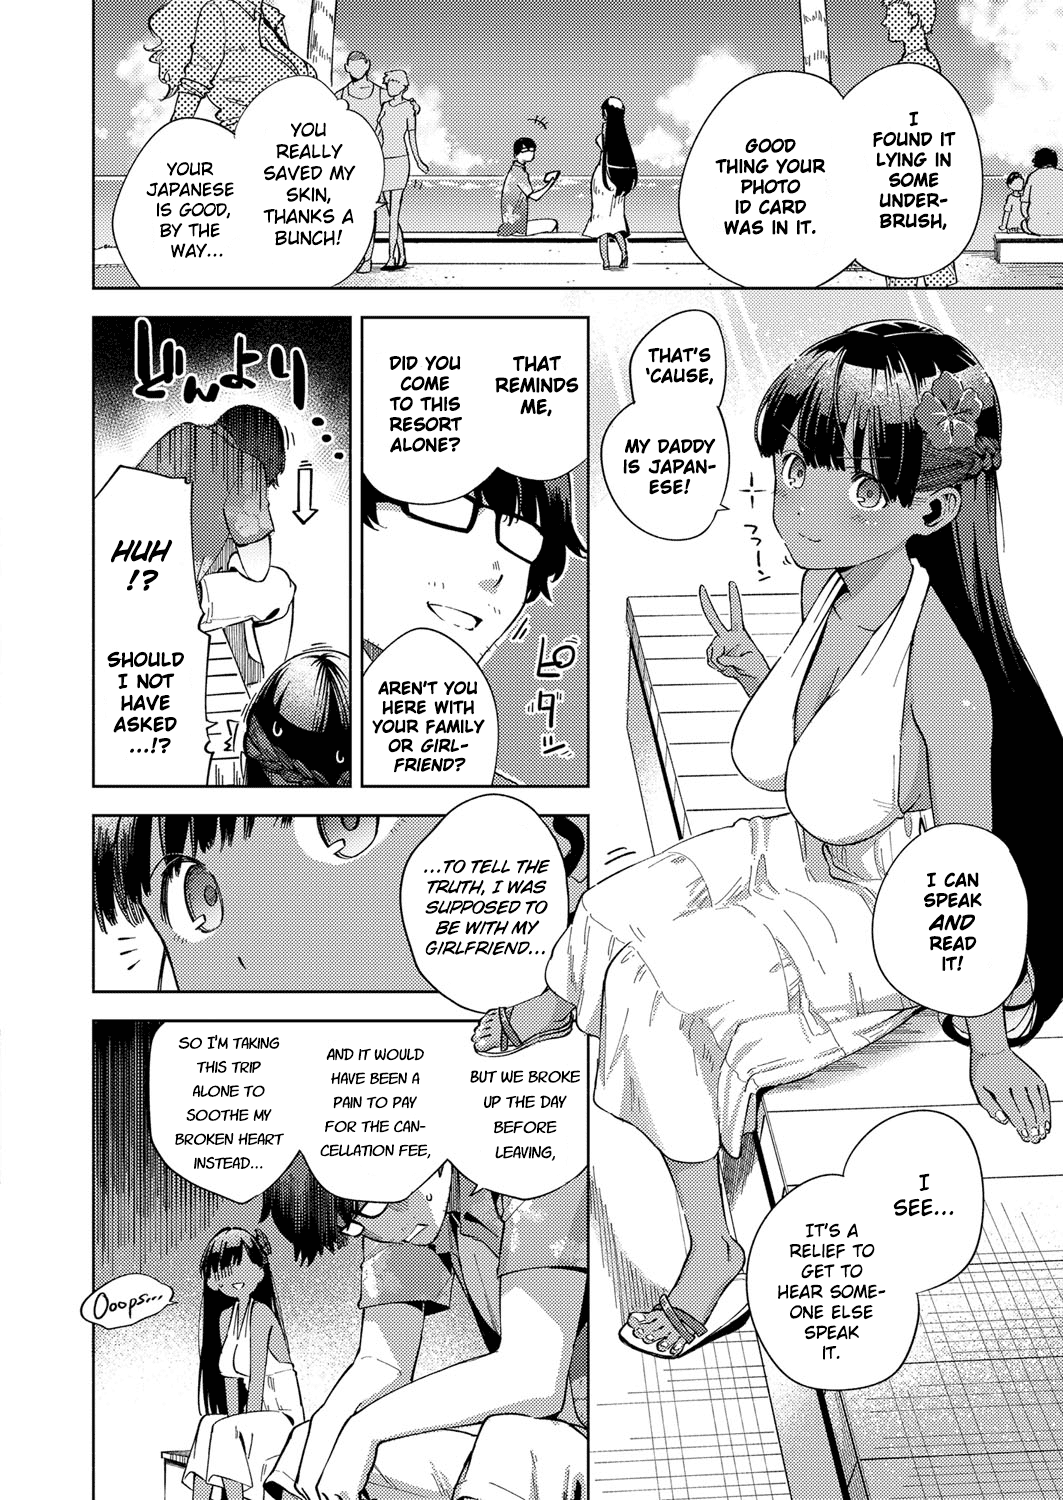 I
FOUND IT
LYING IN
SOME
UNDER-
BRUSH,
GOOD
THING YOUR
PHOTO
ID CARD
WAS IN IT.
YOU
REALLY
SAVED MY
SKIN,
THANKS A
BUNCH!
YOUR
JAPANESE
IS GOOD,
BY THE
WAY...
THAT'S
‘CAUSE,
MY DADDY
IS JAPAN-
ESE!
I CAN
SPEAK
AND
READ
IT!
I
SEE...
IT'S A
RELIEF TO
GET TO
HEAR SOME-
ONE ELSE
SPEAK
IT.
THAT
REMINDS
ME,
DID YOU
COME
TO THIS
RESORT
ALONE?
AREN'T YOU
HERE WITH
YOUR FAMILY
OR GIRL-
FRIEND?
ピタッ
どんより
HUH
!?
SHOULD
I NOT
HAVE
ASKED
...!?
...TO TELL THE
TRUTH, I WAS
SUPPOSED TO
BE WITH MY
GIRLFRIEND...
BUT WE BROKE
UP THE DAY
BEFORE
LEAVING,
AND IT WOULD
HAVE BEEN A
PAIN TO PAY
FOR THE CAN-
CELLATION FEE,
SO I'M TAKING
THIS TRIP
ALONE TO
SOOTHE MY
BROKEN HEART
INSTEAD...
Ooops...